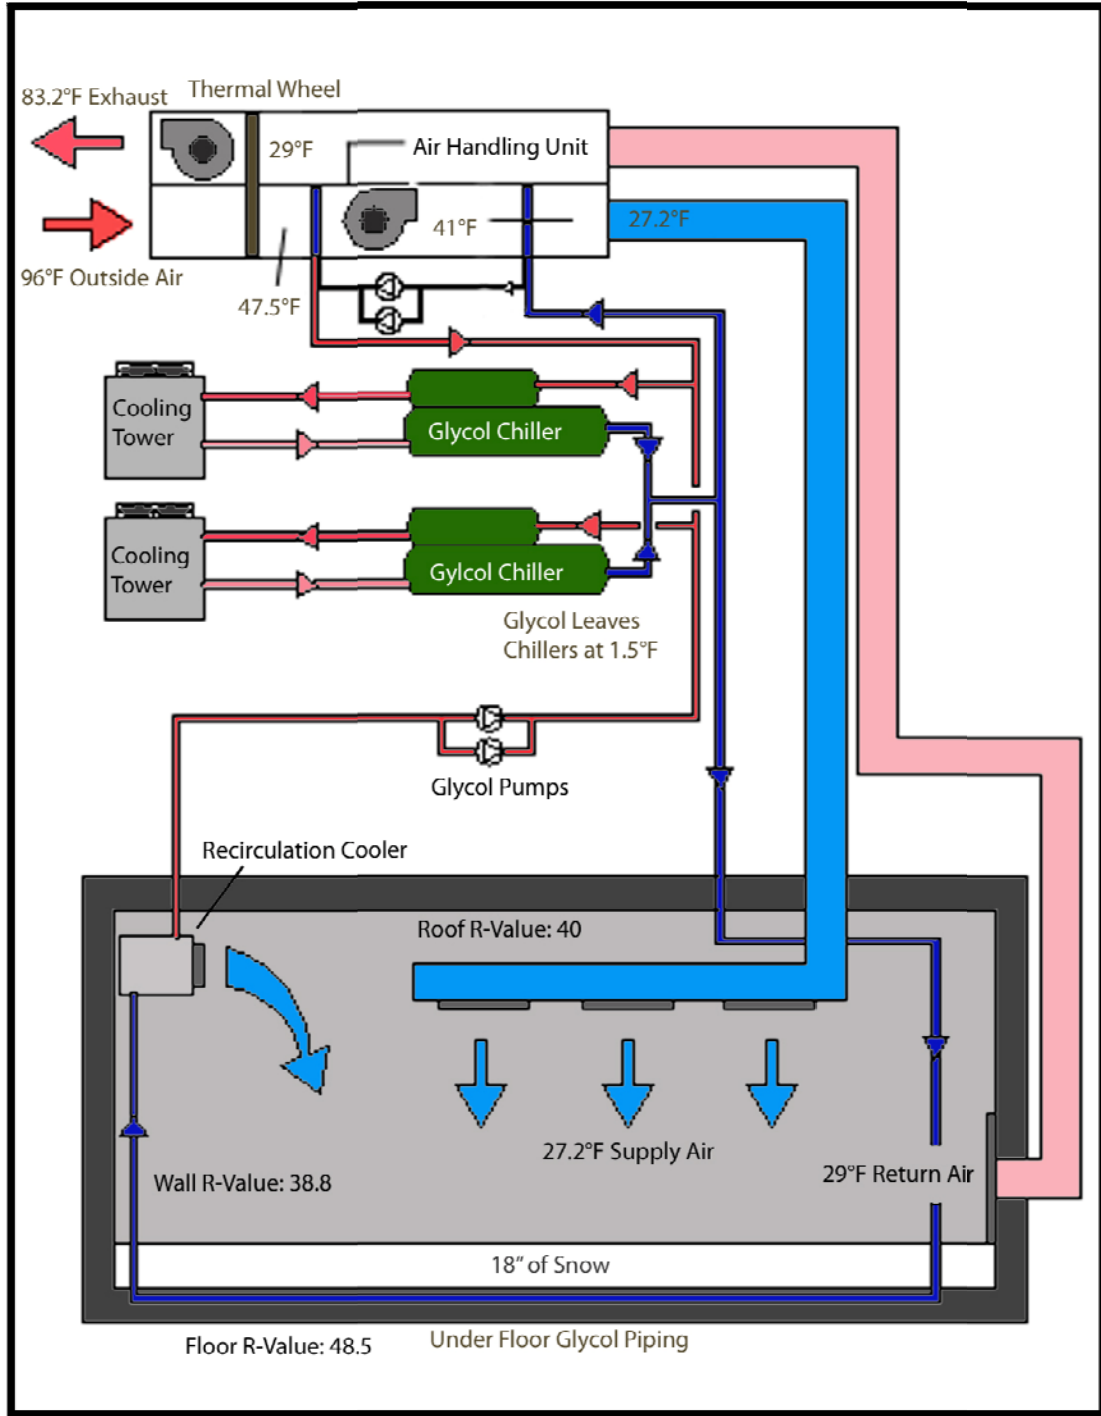 Thermal Wheel
83.2°F Exhaust
29°F
Air Handling Unit
41°F
27.2°F
96°F Outside Air
47.5°F
Cooling
Tower
Glycol Chiller
Cooling
Tower
Gylcol Chiller
Glycol Leaves
Chillers at 1.5°F
Glycol Pumps
Recirculation Cooler
Roof R-Value: 40
27.2°F Supply Air
29°F Return Air
Wall R-Value: 38.8
18” of Snow
Floor R-Value: 48.5
Under Floor Glycol Piping